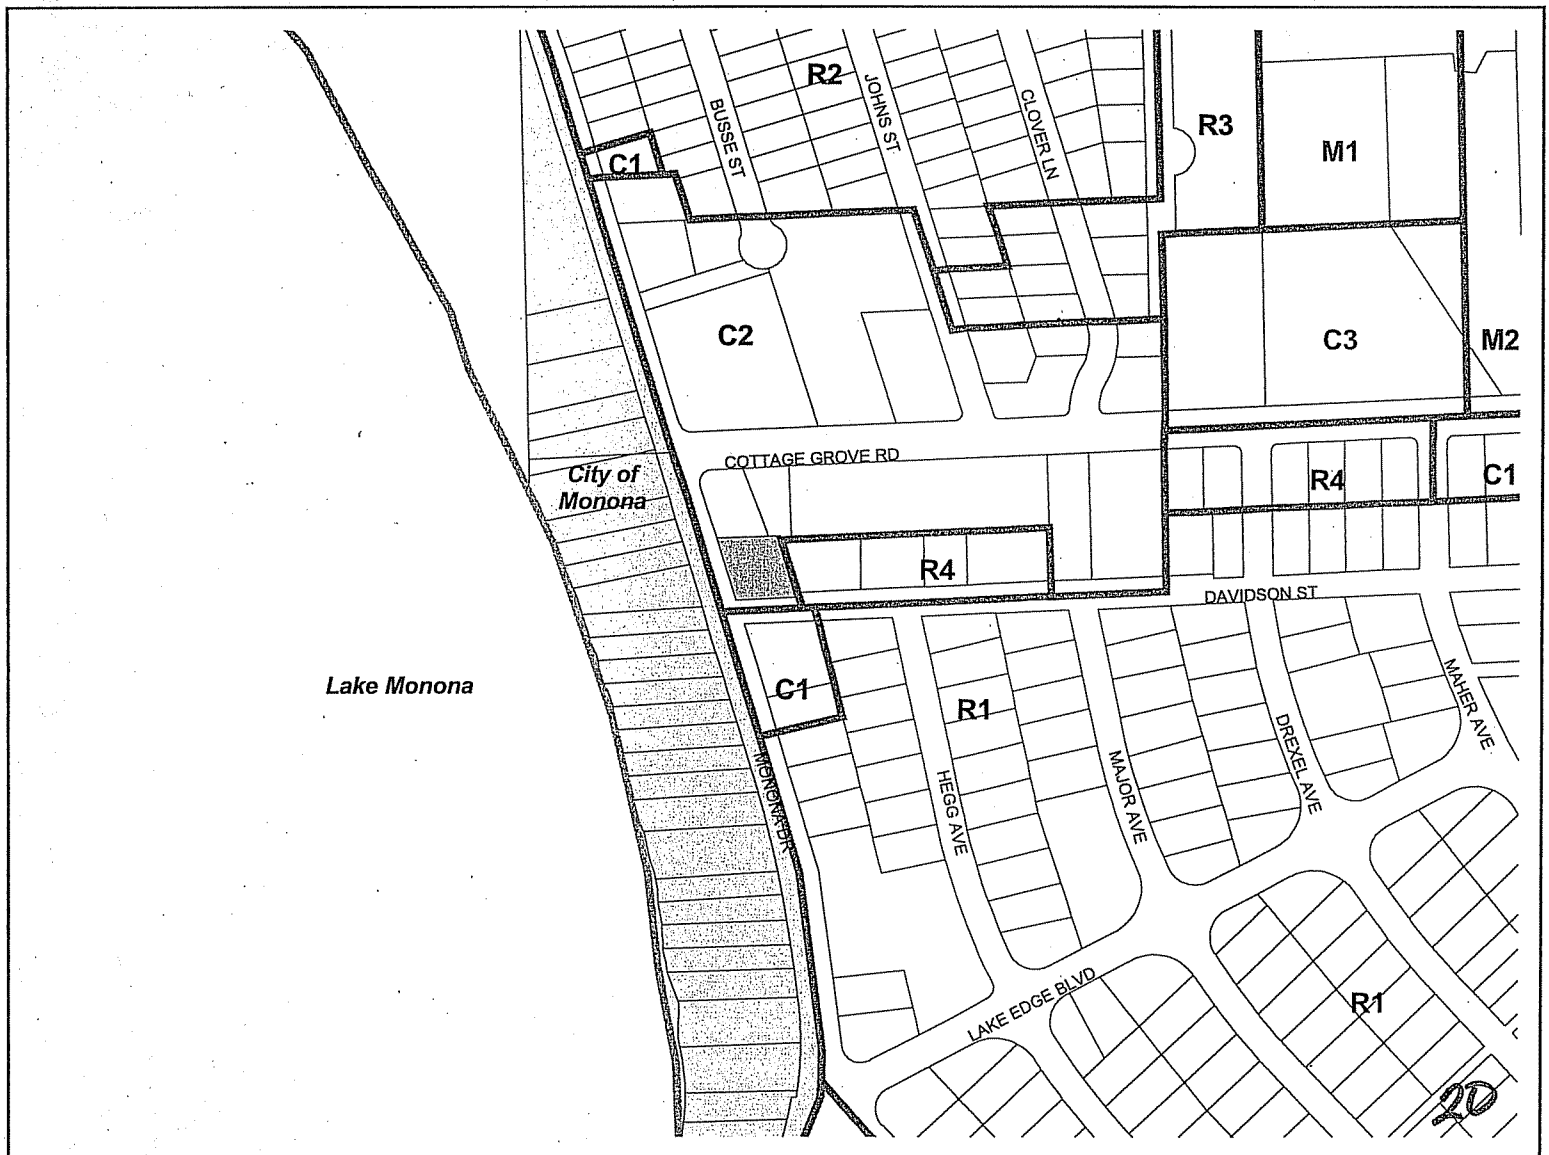 R2
BUSSE ST
JOHNS ST
CLOVER LN
R3
M1
C1
C2
C3
M2
COTTAGE GROVE RD
City of
Monona
R4
C1
R4
DAVIDSON ST
Lake Monona
C1
R1
MONONA DR
HEGG AVE
MAJOR AVE
DREXEL AVE
MAHER AVE
LAKE EDGE BLVD
R1
2D